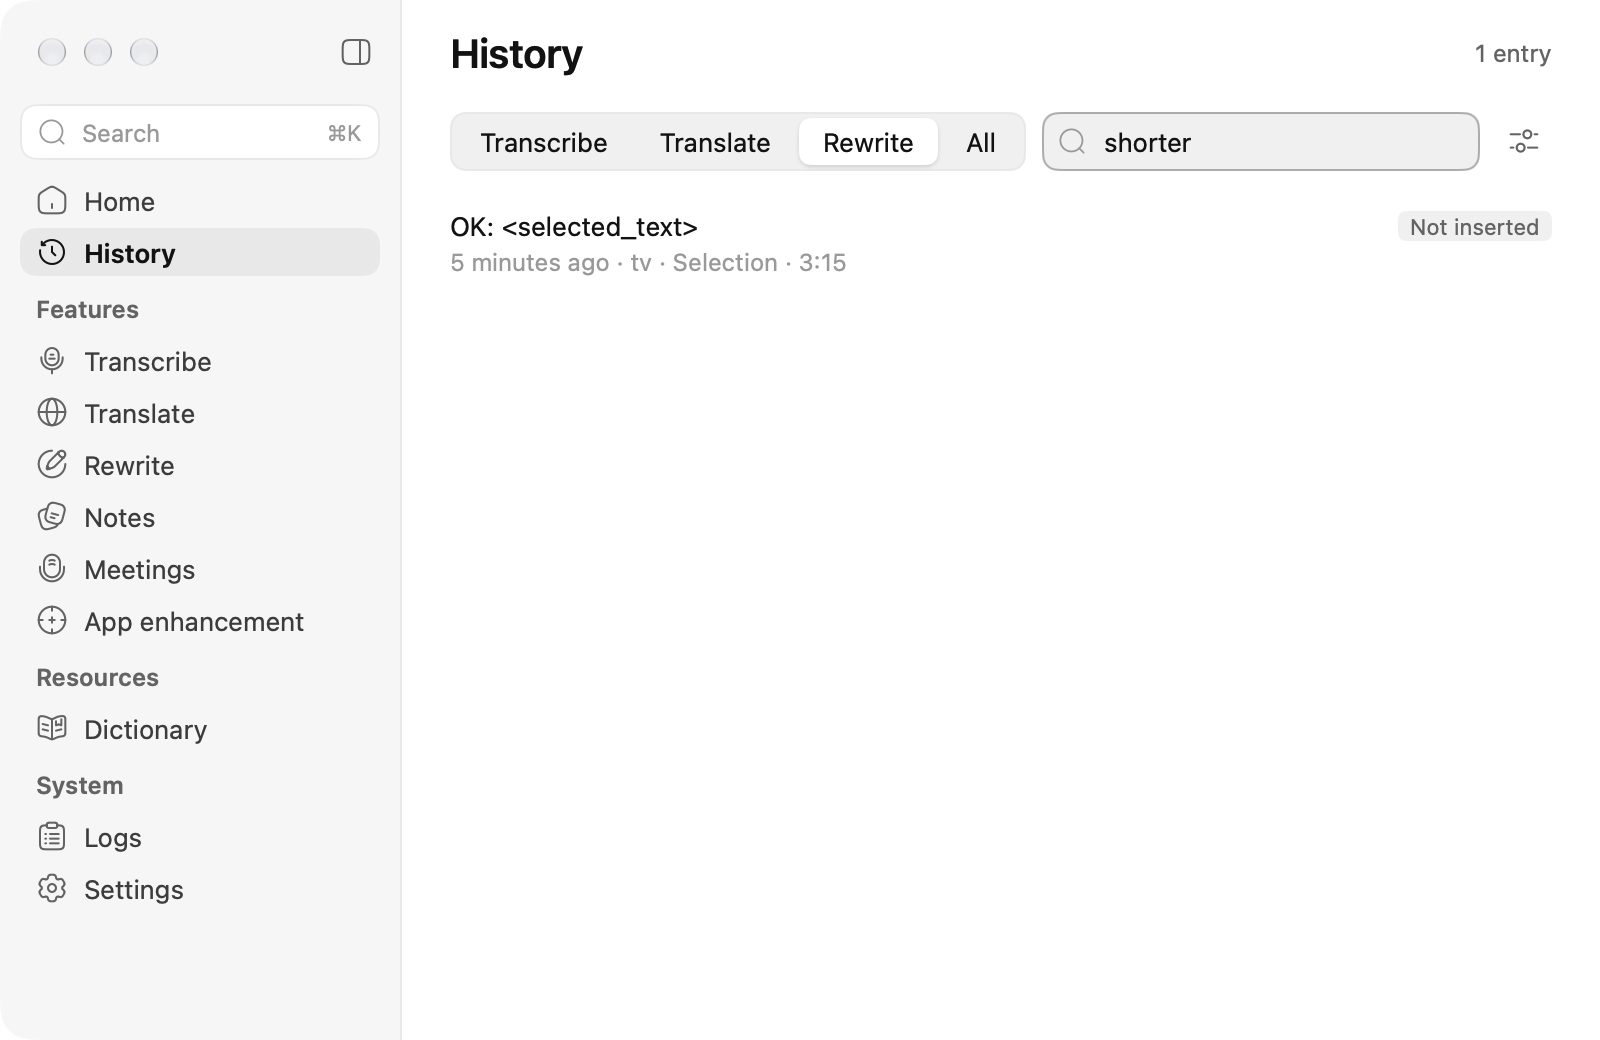 Search ⌘K
Home
History
Features
Transcribe
Translate
Rewrite
Notes
Meetings
App enhancement
Resources
Dictionary
System
Logs
Settings
History
1 entry
Transcribe Translate Rewrite All
shorter
OK: <selected_text>
Not inserted
5 minutes ago · tv · Selection · 3:15